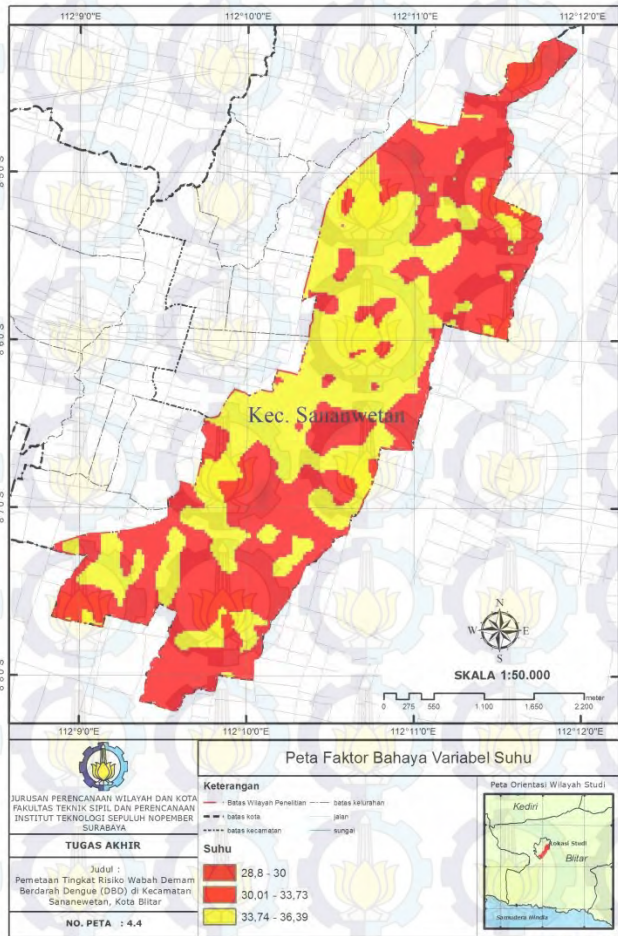 112°9'0"E 112°10'0"E 112°11'0"E 112°12'0"E
Kec. Sananwetan
N
W E
S
SKALA 1:50.000
meter
0 275 550 1.100 1.650 2.200
112°9'0"E 112°10'0"E 112°11'0"E 112°12'0"E
JURUSAN PERENCANAAN WILAYAH DAN KOTA
FAKULTAS TEKNIK SIPIL DAN PERENCANAAN
INSTITUT TEKNOLOGI SEPULUH NOPEMBER
SURABAYA
TUGAS AKHIR
Judul :
Pemetaan Tingkat Risiko Wabah Demam
Berdarah Dengue (DBD) di Kecamatan
Sananewetan, Kota Blitar
NO. PETA : 4.4
Peta Faktor Bahaya Variabel Suhu
Keterangan
Batas Wilayah Penelitian batas kelurahan
batas kota jalan
batas kecamatan sungai
Suhu
28,8 - 30
30,01 - 33,73
33,74 - 36,39
Peta Orientasi Wilayah Studi
Kediri
Lokasi Studi
Blitar
Samudera Hindia